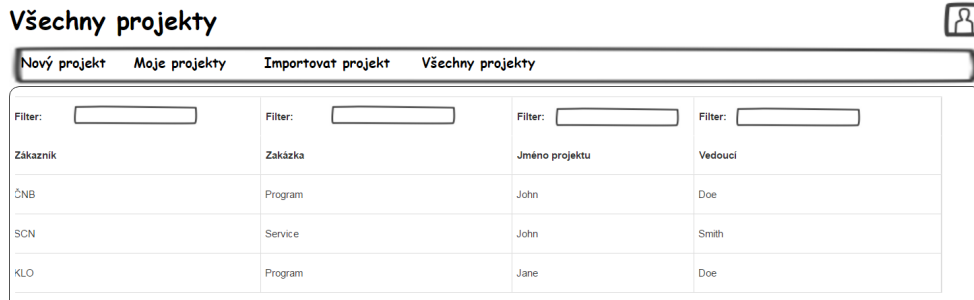 Všechny projekty
Nový projekt Moje projekty Importovat projekt Všechny projekty
Filter: Filter: Filter: Filter:
Zákazník Zakázka Jméno projektu Vedoucí
ČNB Program John Doe
SCN Service John Smith
KLO Program Jane Doe